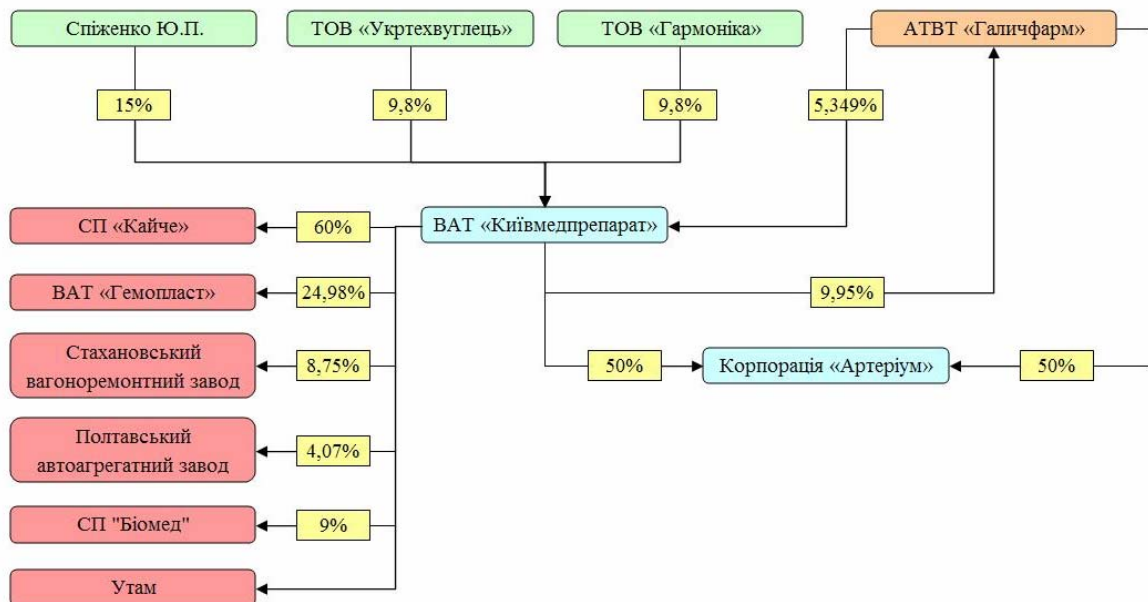 Спіженко Ю.П.
ТОВ «Укртехвуглець»
ТОВ «Гармоніка»
АТВТ «Галичфарм»
15%
9,8%
9,8%
5,349%
СП «Кайче»
60%
ВАТ «Київмедпрепарат»
ВАТ «Гемопласт»
24,98%
9,95%
Стахановський
вагоноремонтний завод
8,75%
50%
Корпорація «Артеріум»
50%
Полтавський
автоагрегатний завод
4,07%
СП "Біомед"
9%
Утам